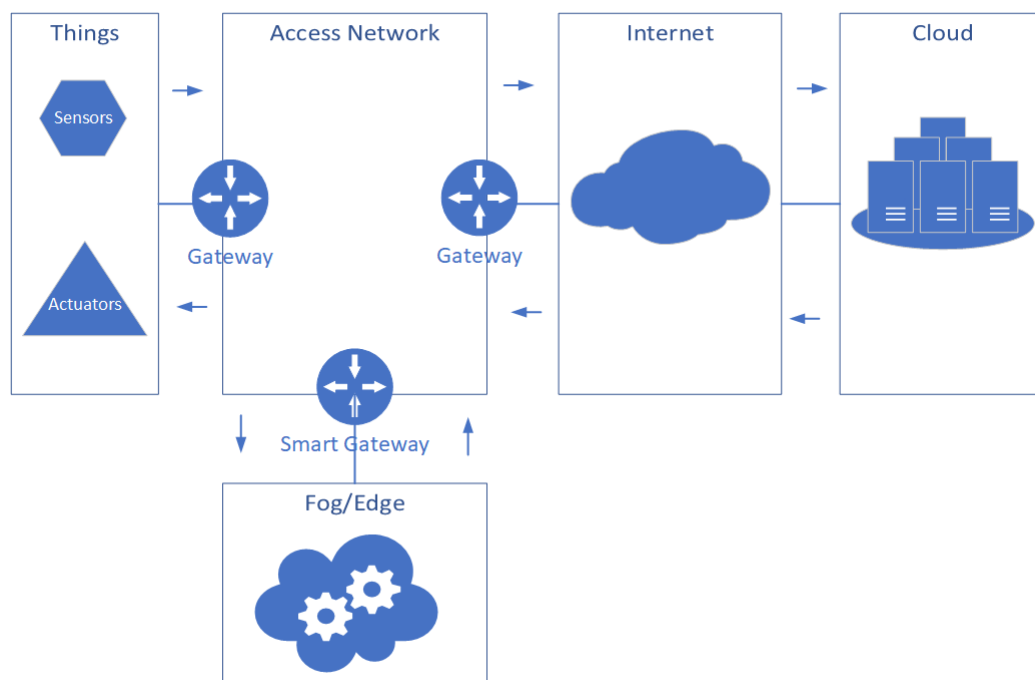 Things
Access Network
Internet
Cloud
Sensors
Gateway
Gateway
Actuators
Smart Gateway
Fog/Edge